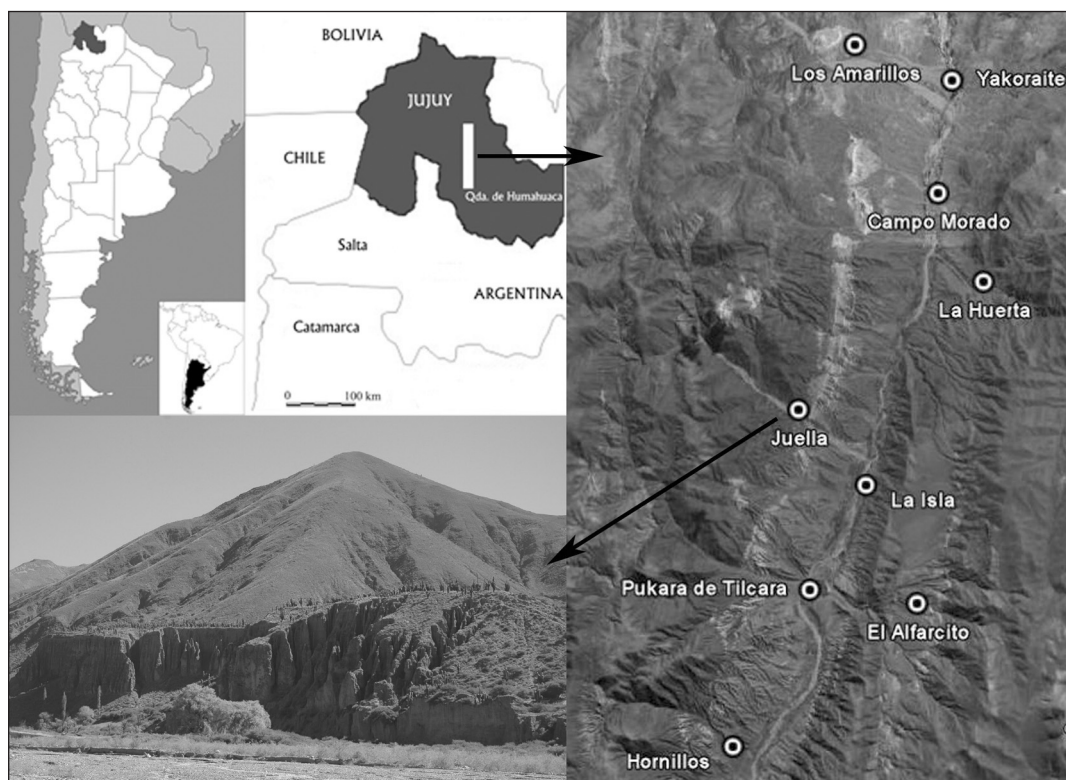 BOLIVIA
JUJUY
CHILE
Qda. de Humahuaca
Salta
ARGENTINA
Catamarca
0 100 km
Los Amarillos
Yakoraite
Campo Morado
La Huerta
Juella
La Isla
Pukara de Tilcara
El Alfarcito
Hornillos